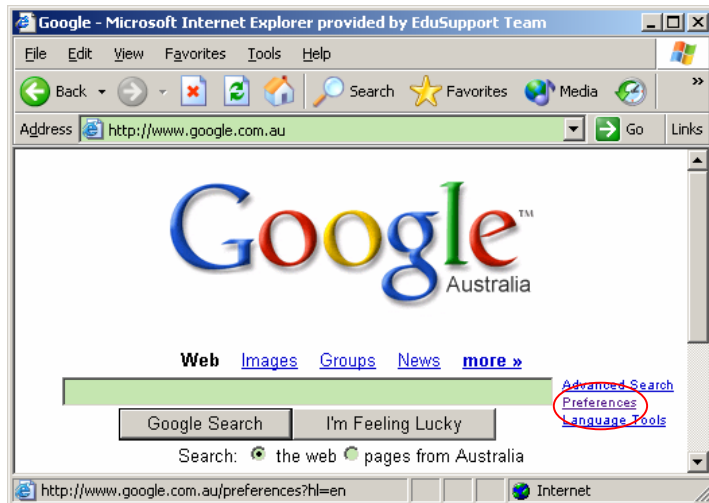 Google - Microsoft Internet Explorer provided by EduSupport Team
File Edit View Favorites Tools Help
Back Search Favorites Media »
Address http://www.google.com.au Go Links
Google™
Australia
Web Images Groups News more »
Advanced Search
Preferences
Language Tools
Google Search I'm Feeling Lucky
Search: the web pages from Australia
http://www.google.com.au/preferences?hl=en Internet